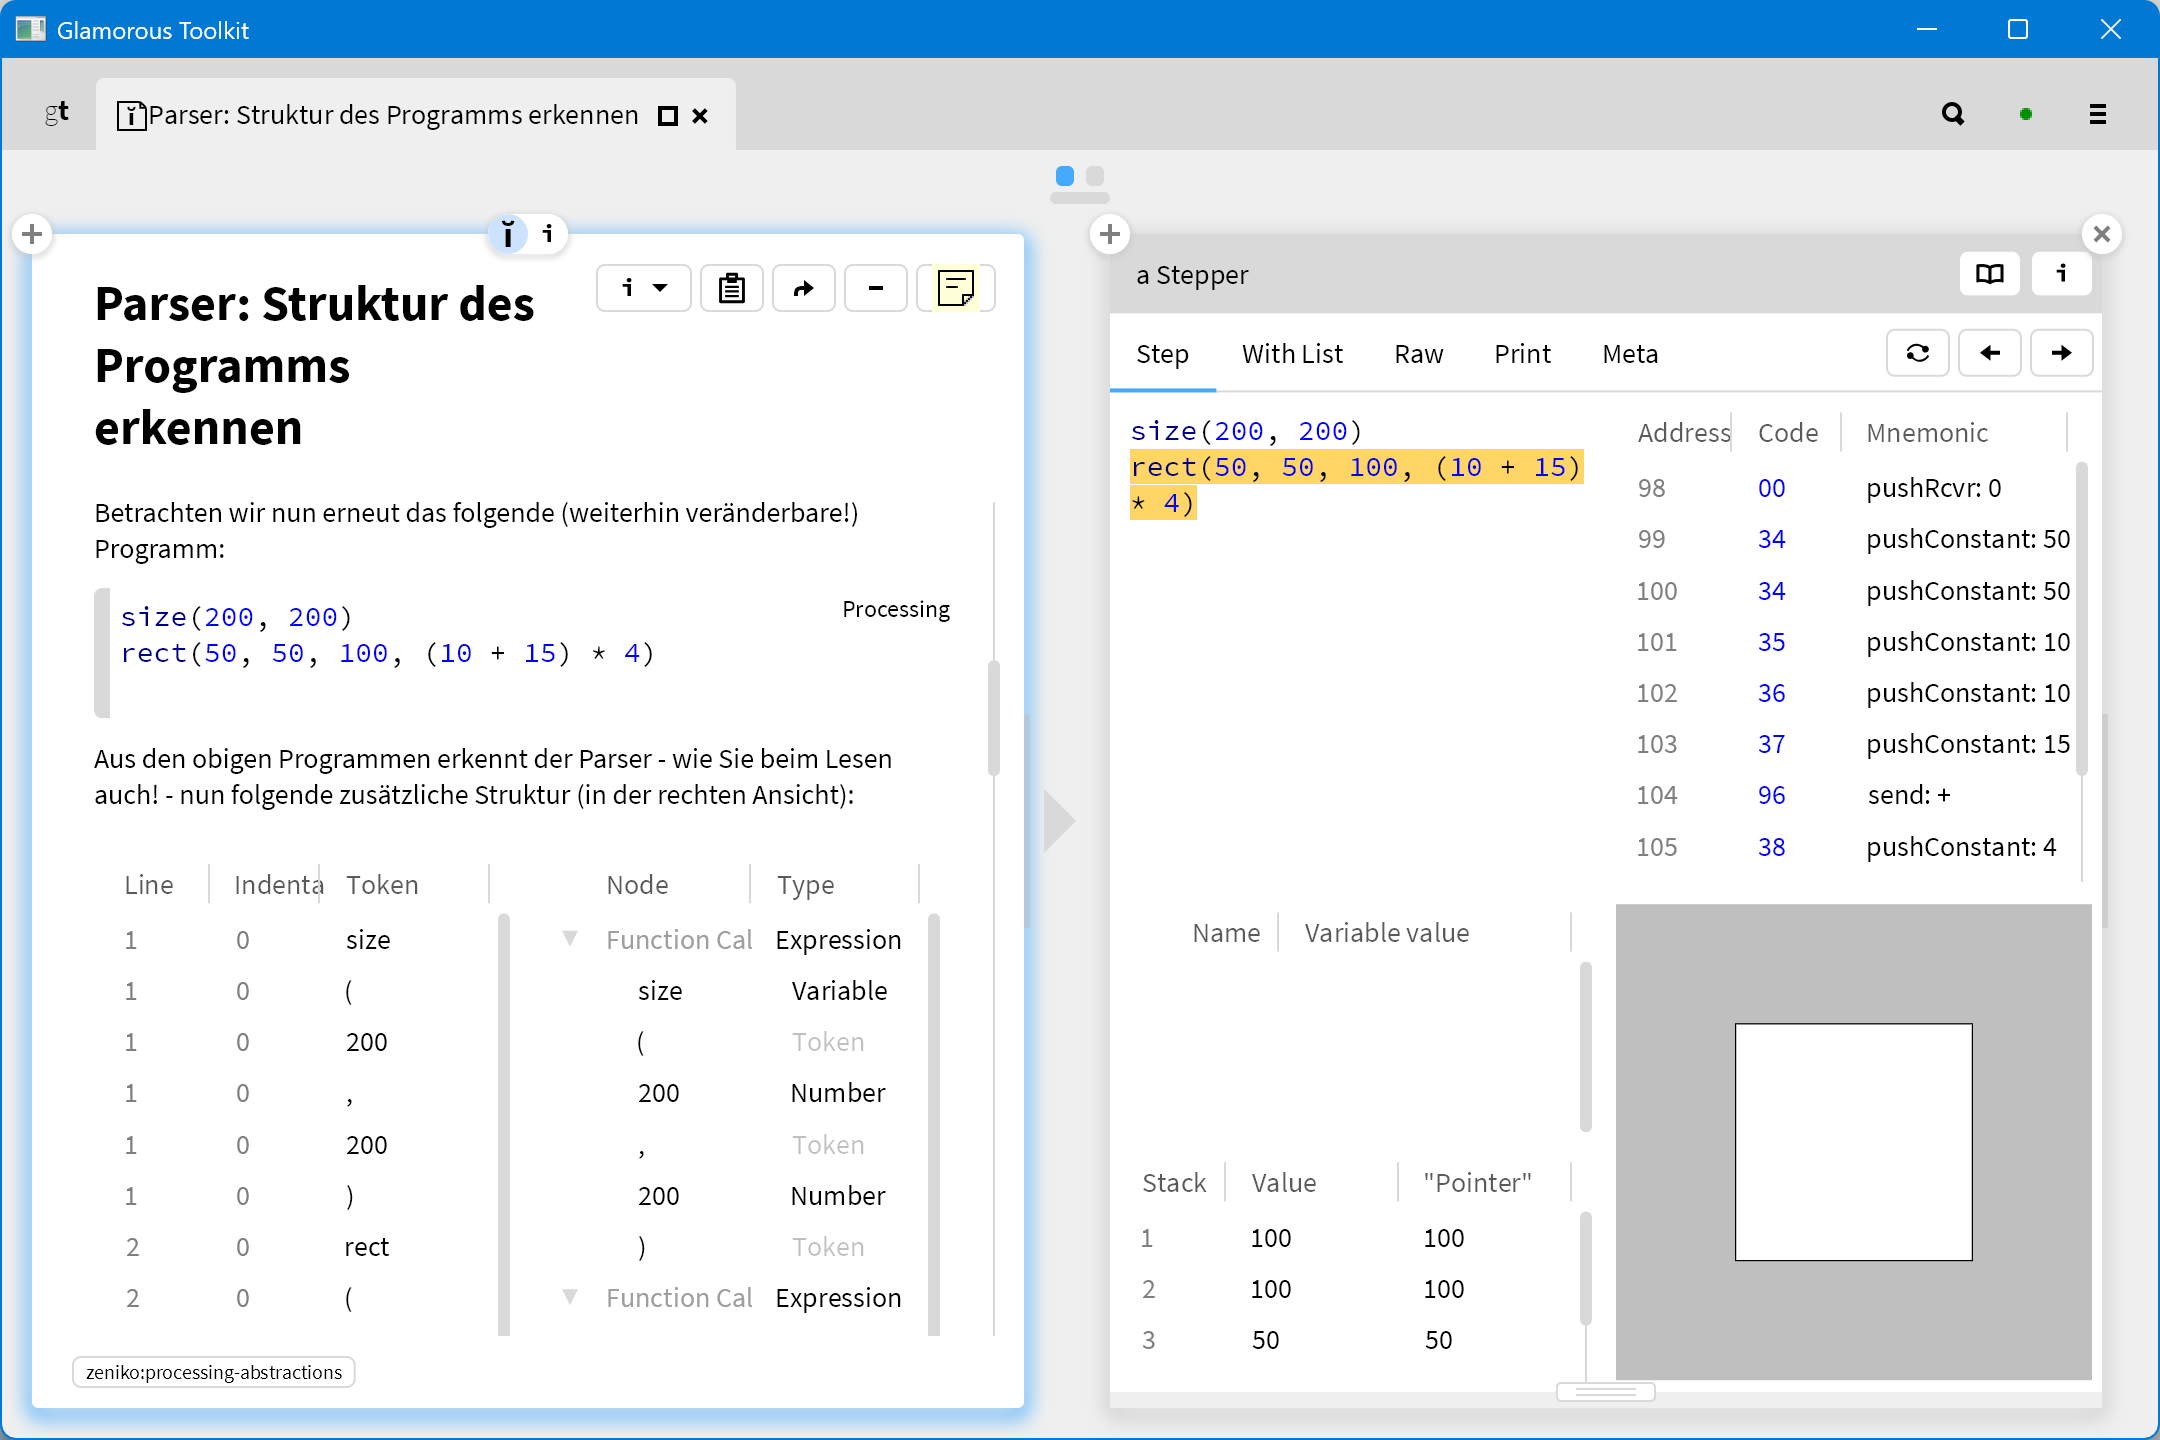 Glamorous Toolkit
gt
Parser: Struktur des Programms erkennen
Parser: Struktur des
Programms
erkennen
Betrachten wir nun erneut das folgende (weiterhin veränderbare!)
Programm:
size(200, 200)
rect(50, 50, 100, (10 + 15) * 4)
Processing
Aus den obigen Programmen erkennt der Parser - wie Sie beim Lesen
auch! - nun folgende zusätzliche Struktur (in der rechten Ansicht):
Line Indenta Token
1 0 size
1 0 (
1 0 200
1 0 ,
1 0 200
1 0 )
2 0 rect
2 0 (
Node Type
Function Cal Expression
size Variable
( Token
200 Number
, Token
200 Number
) Token
Function Cal Expression
zeniko:processing-abstractions
a Stepper
Step With List Raw Print Meta
size(200, 200)
rect(50, 50, 100, (10 + 15)
* 4)
Address Code Mnemonic
98 00 pushRcvr: 0
99 34 pushConstant: 50
100 34 pushConstant: 50
101 35 pushConstant: 10
102 36 pushConstant: 10
103 37 pushConstant: 15
104 96 send: +
105 38 pushConstant: 4
Name Variable value
Stack Value "Pointer"
1 100 100
2 100 100
3 50 50